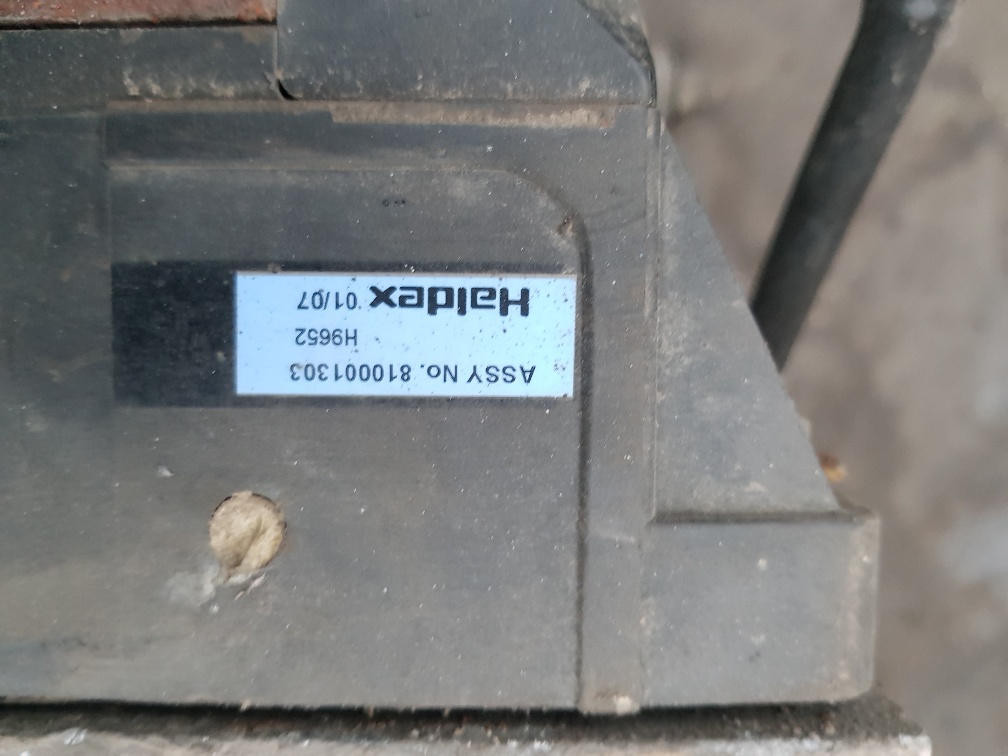 ASSY No. 810001303
H9652
Haldex 01/07